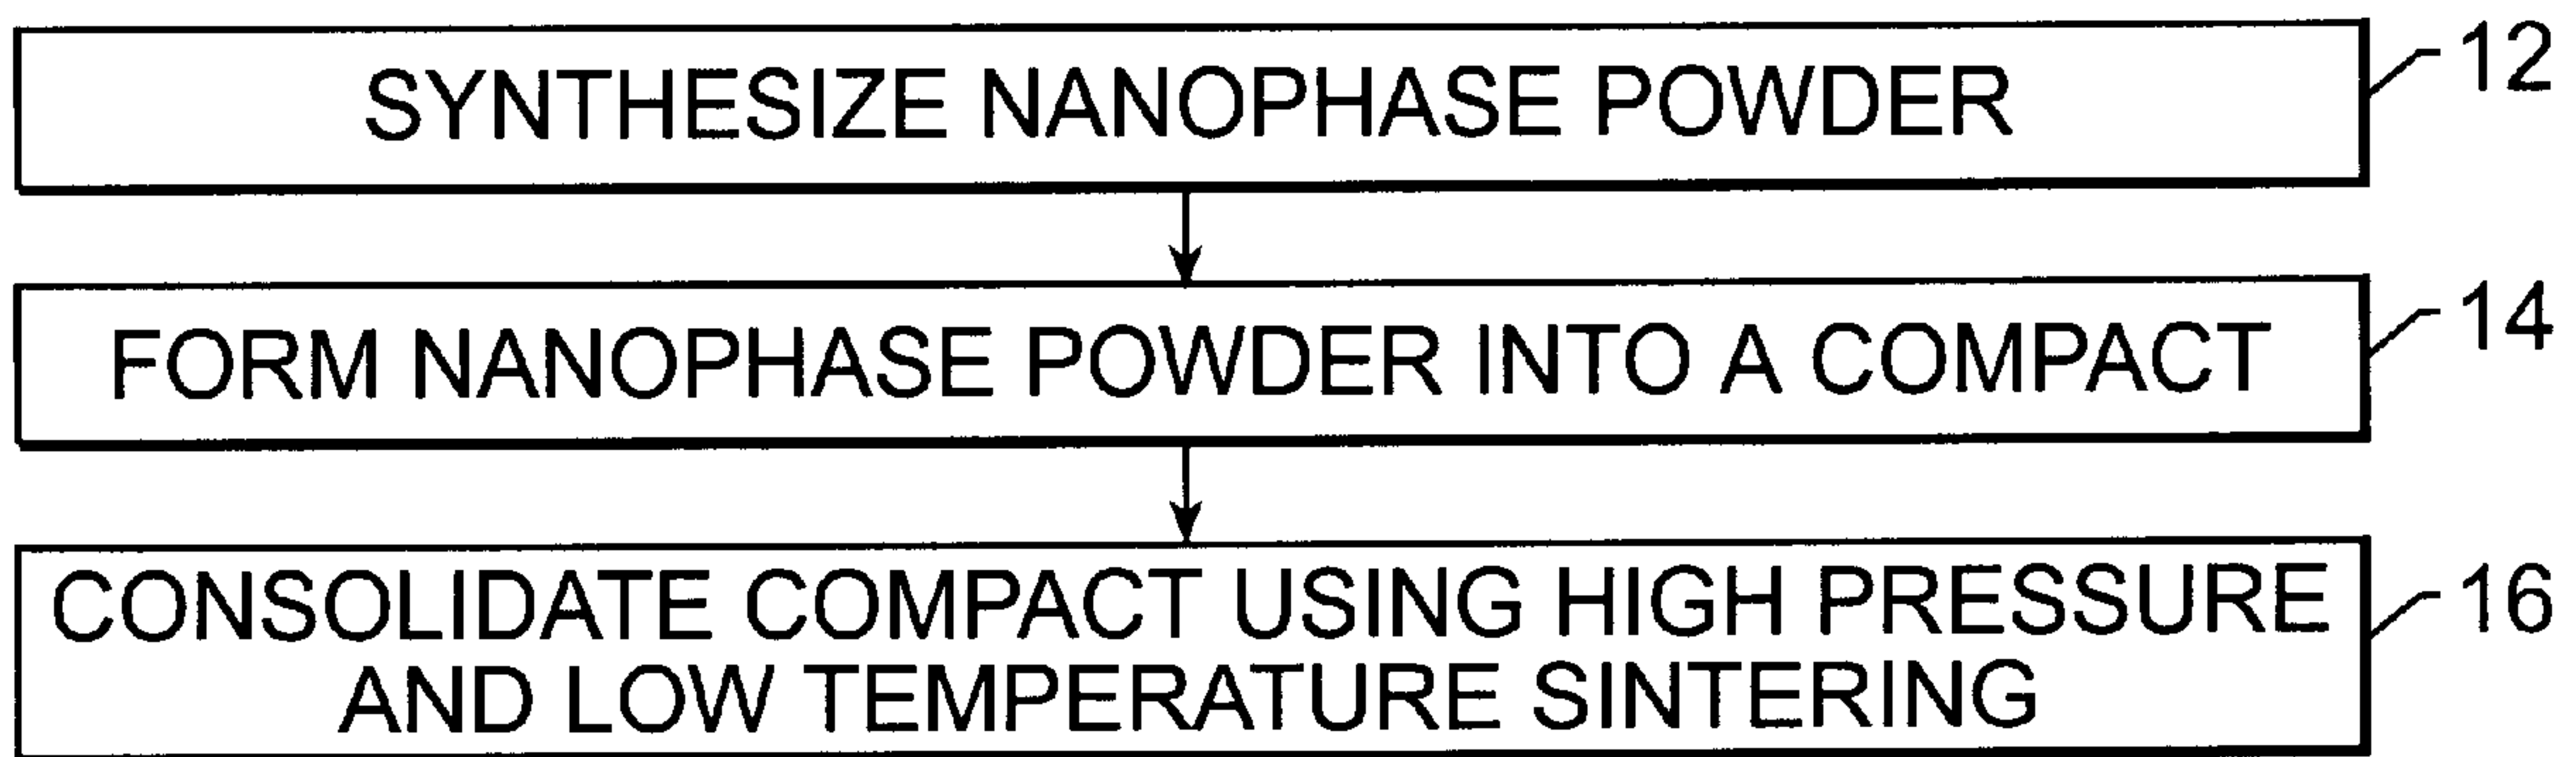 SYNTHESIZE NANOPHASE POWDER
12
FORM NANOPHASE POWDER INTO A COMPACT
14
CONSOLIDATE COMPACT USING HIGH PRESSURE
AND LOW TEMPERATURE SINTERING
16